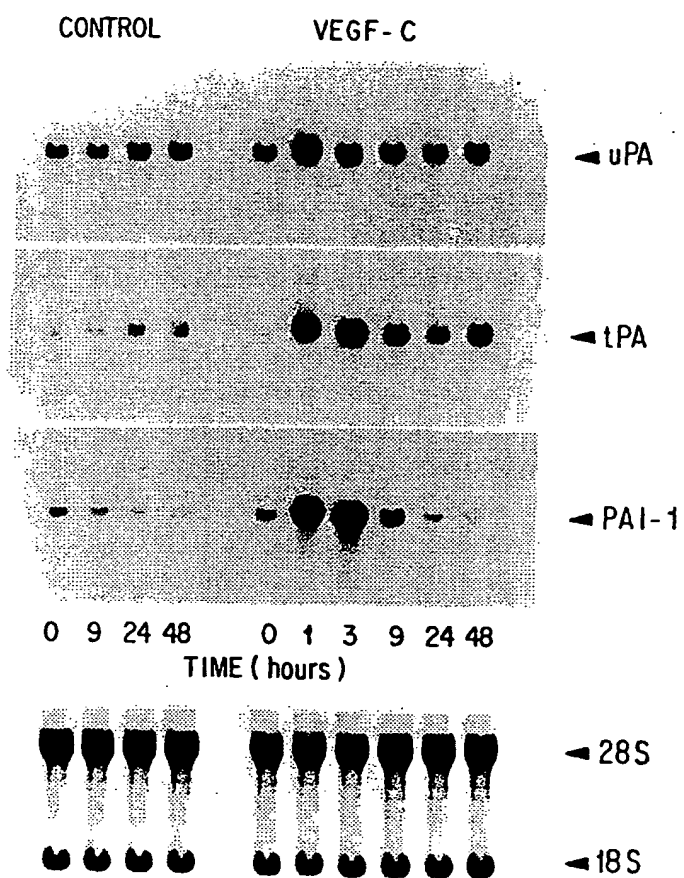 CONTROL VEGF-C
uPA
tPA
PAI-1
0 9 24 48 0 1 3 9 24 48
TIME (hours)
28S
18S